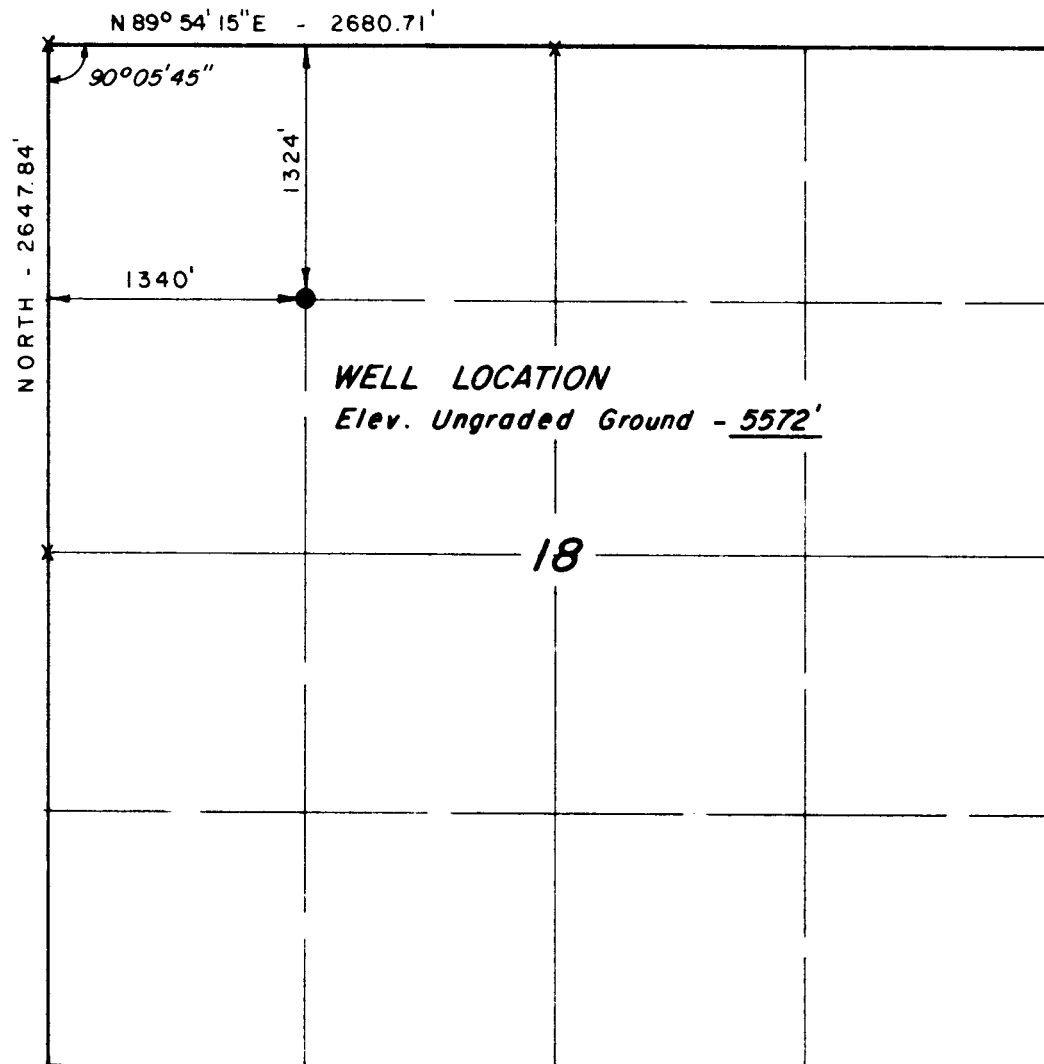 N 89° 54' 15" E - 2680.71'
90°05'45"
NORTH - 2647.84'
1324'
1340'
WELL LOCATION
Elev. Ungraded Ground - 5572'
18